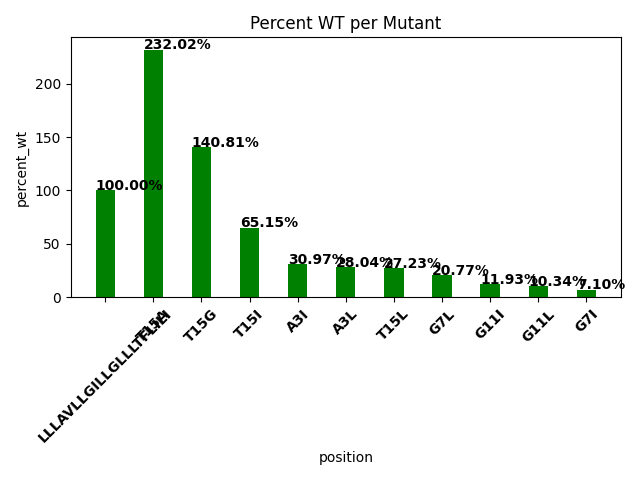 Percent WT per Mutant
232.02%
200
140.81%
150
100.00%
100
65.15%
50
30.97%
28.04%
27.23%
20.77%
11.93%
10.34%
7.10%
0
percent_wt
T15A
T15G
T15I
A3I
A3L
T15L
G7L
G11I
G11L
G7I
position